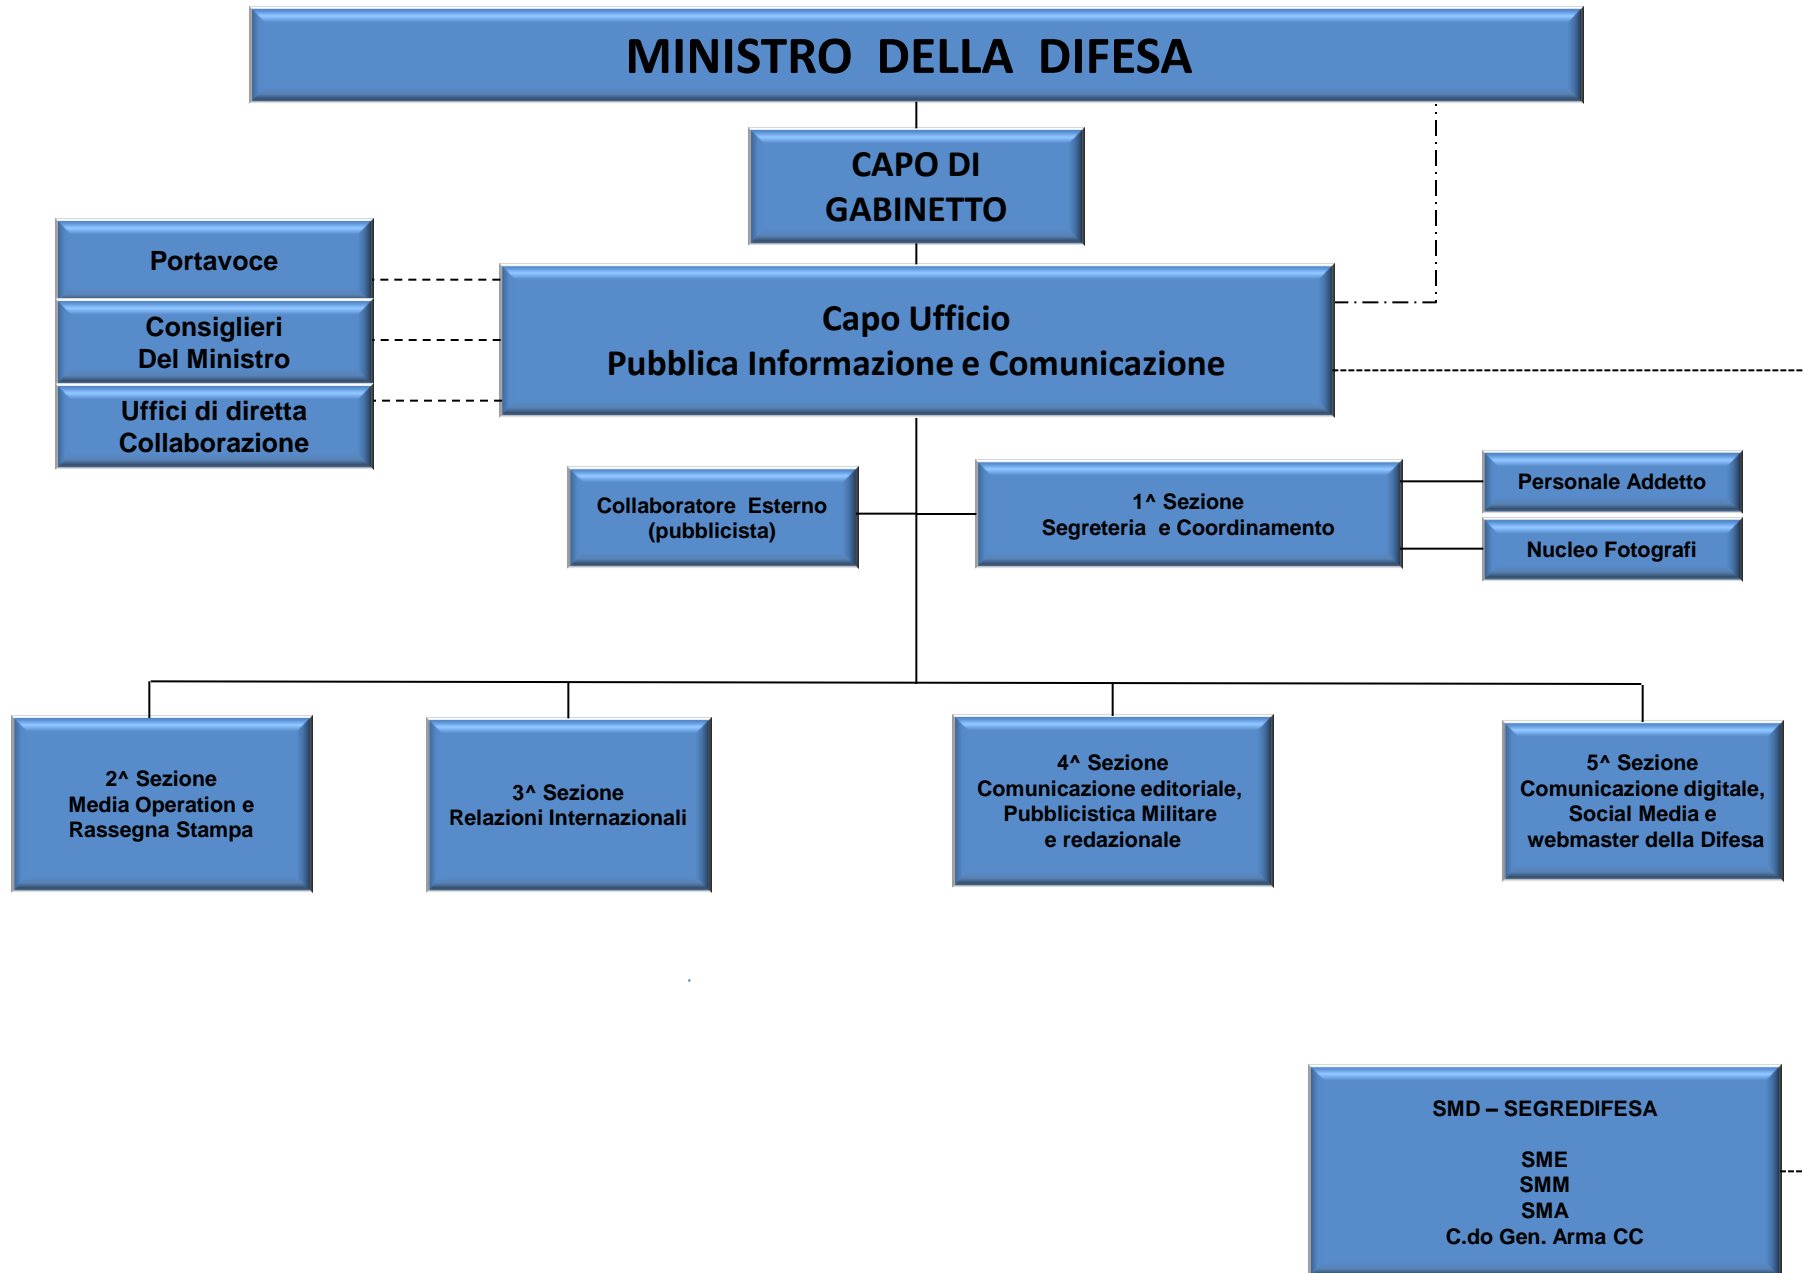 MINISTRO DELLA DIFESA
CAPO DI
GABINETTO
Portavoce
Consiglieri
Del Ministro
Uffici di diretta
Collaborazione
Capo Ufficio
Pubblica Informazione e Comunicazione
Collaboratore Esterno
(pubblicista)
1^ Sezione
Segreteria e Coordinamento
Personale Addetto
Nucleo Fotografi
2^ Sezione
Media Operation e
Rassegna Stampa
3^ Sezione
Relazioni Internazionali
4^ Sezione
Comunicazione editoriale,
Pubblicistica Militare
e redazionale
5^ Sezione
Comunicazione digitale,
Social Media e
webmaster della Difesa
SMD – SEGREDIFESA
SME
SMM
SMA
C.do Gen. Arma CC